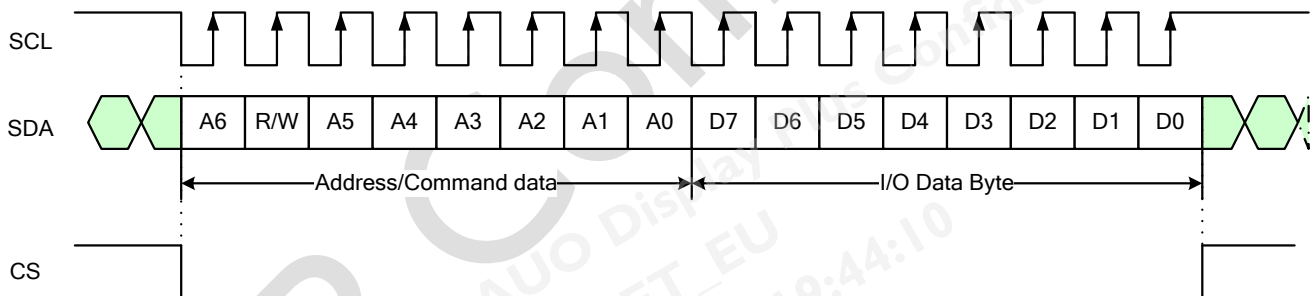 SCL
SDA A6 R/W A5 A4 A3 A2 A1 A0 D7 D6 D5 D4 D3 D2 D1 D0
Address/Command data I/O Data Byte
CS
AUO Display Plus